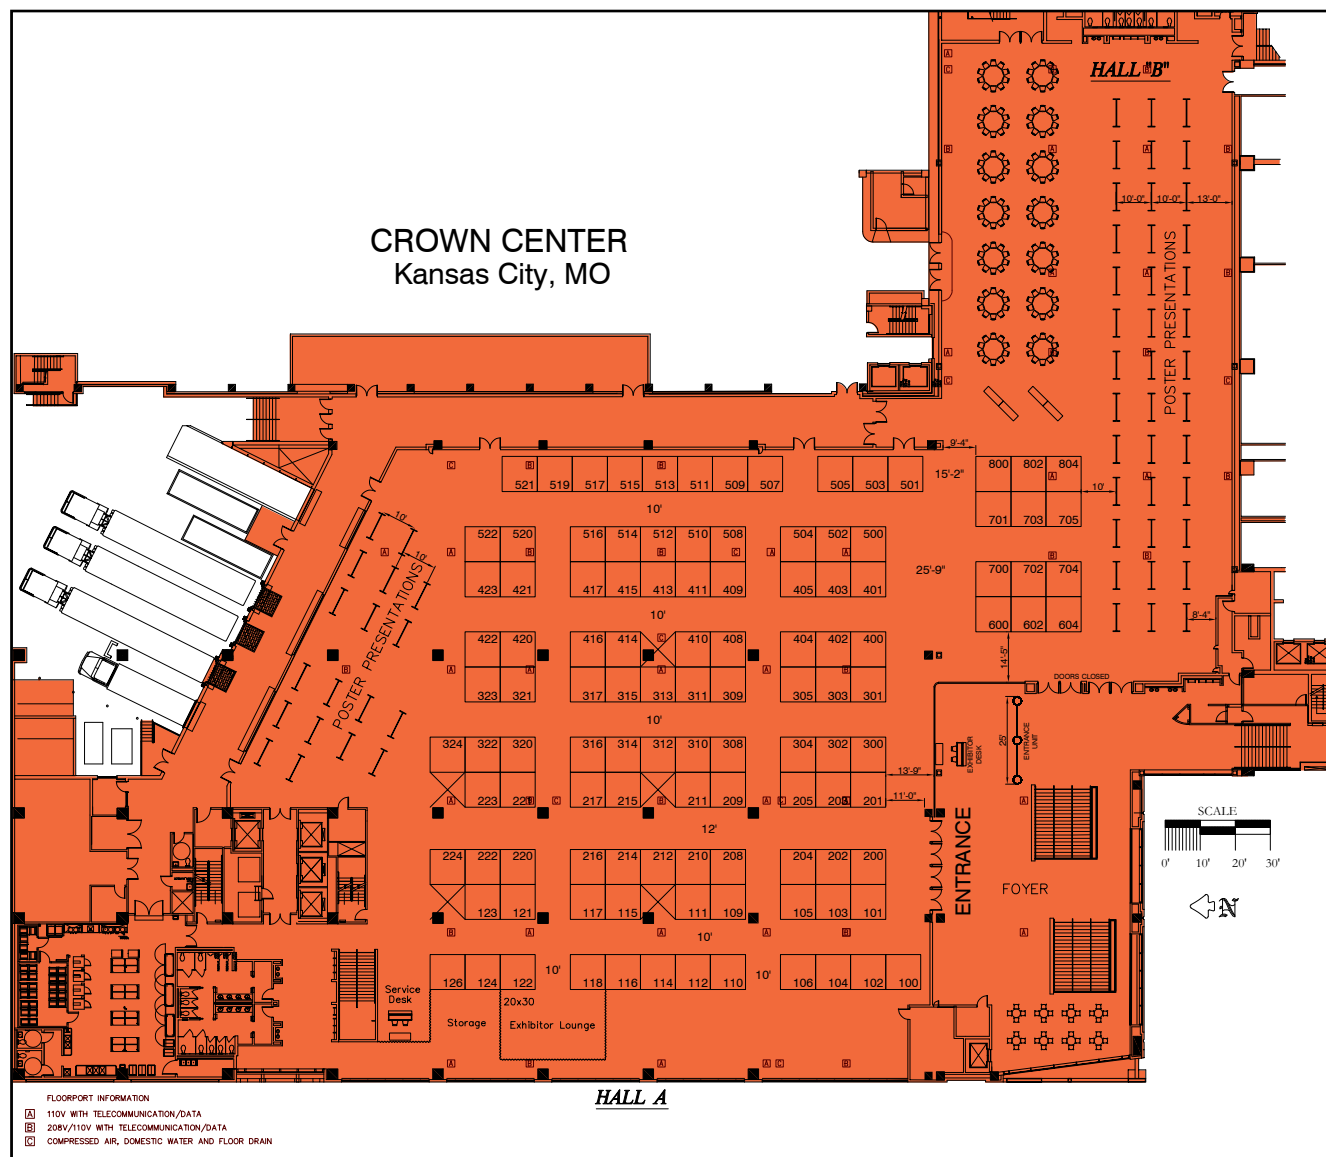 HALL "B"
10'-0" 10'-0" 13'-0"
CROWN CENTER
Kansas City, MO
POSTER PRESENTATIONS
9'-4"
15'-2"
800 802 804
10'
701 703 705
521 519 517 515 513 511 509 507
505 503 501
10'
10'
10'
POSTER PRESENTATIONS
522 520
516 514 512 510 508
504 502 500
25'-9"
423 421
417 415 413 411 409
405 403 401
700 702 704
600 602 604
8'-4"
10'
14'-5"
422 420
416 414 410 408
404 402 400
323 321
317 315 313 311 309
305 303 301
DOORS CLOSED
10'
25'
ENTRANCE UNIT
EXHIBITOR DESK
324 322 320
316 314 312 310 308
304 302 300
13'-9"
223 221
217 215 211 209
205 203 201
11'-0"
12'
ENTRANCE
FOYER
SCALE
0' 10' 20' 30'
N
224 222 220
216 214 212 210 208
204 202 200
123 121
117 115 111 109
105 103 101
10'
10'
10'
126 124 122
118 116 114 112 110
106 104 102 100
Service
Desk
Storage
20x30
Exhibitor Lounge
HALL A
FLOORPORT INFORMATION
A 110V WITH TELECOMMUNICATION/DATA
B 208V/110V WITH TELECOMMUNICATION/DATA
C COMPRESSED AIR, DOMESTIC WATER AND FLOOR DRAIN